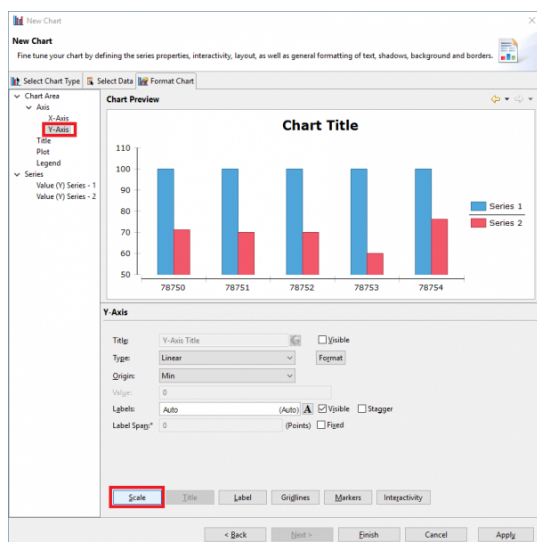 New Chart
New Chart
Fine tune your chart by defining the series properties, interactivity, layout, as well as general formatting of text, shadows, background and borders.
Select Chart Type Select Data Format Chart
Chart Area
Axis
X-Axis
Y-Axis
Title
Plot
Legend
Series
Value (Y) Series - 1
Value (Y) Series - 2
Chart Preview
Chart Title
110
100
90
80
70
60
50
78750 78751 78752 78753 78754
Series 1
Series 2
Y-Axis
Title: Y-Axis Title Visible
Type: Linear Format
Origin: Min
Value: 0
Labels: Auto (Auto) A Visible Stagger
Label Span:* 0 (Points) Fixed
Scale Title Label Gridlines Markers Interactivity
< Back Next > Finish Cancel Apply